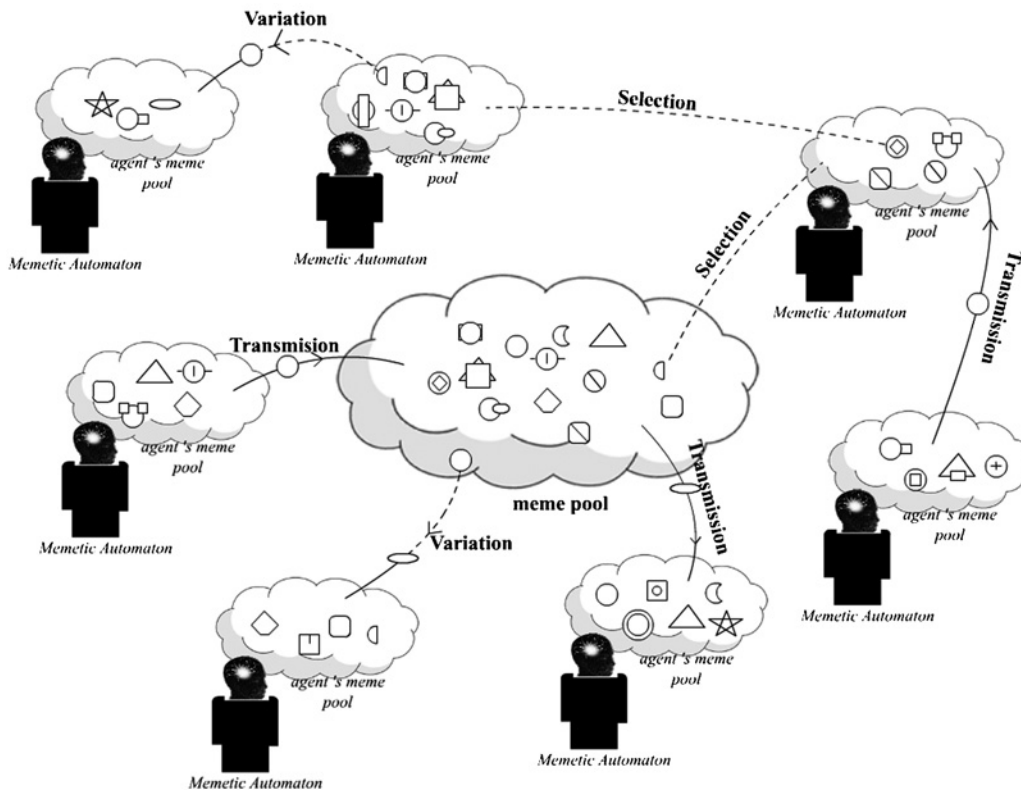 Variation
Selection
agent 's meme
pool
Memetic Automaton
agent 's meme
pool
Memetic Automaton
agent 's meme
pool
Memetic Automaton
Selection
Transmission
Transmision
agent 's meme
pool
Memetic Automaton
meme pool
Transmission
Variation
agent 's meme
pool
Memetic Automaton
agent 's meme
pool
Memetic Automaton
agent 's meme
pool
Memetic Automaton